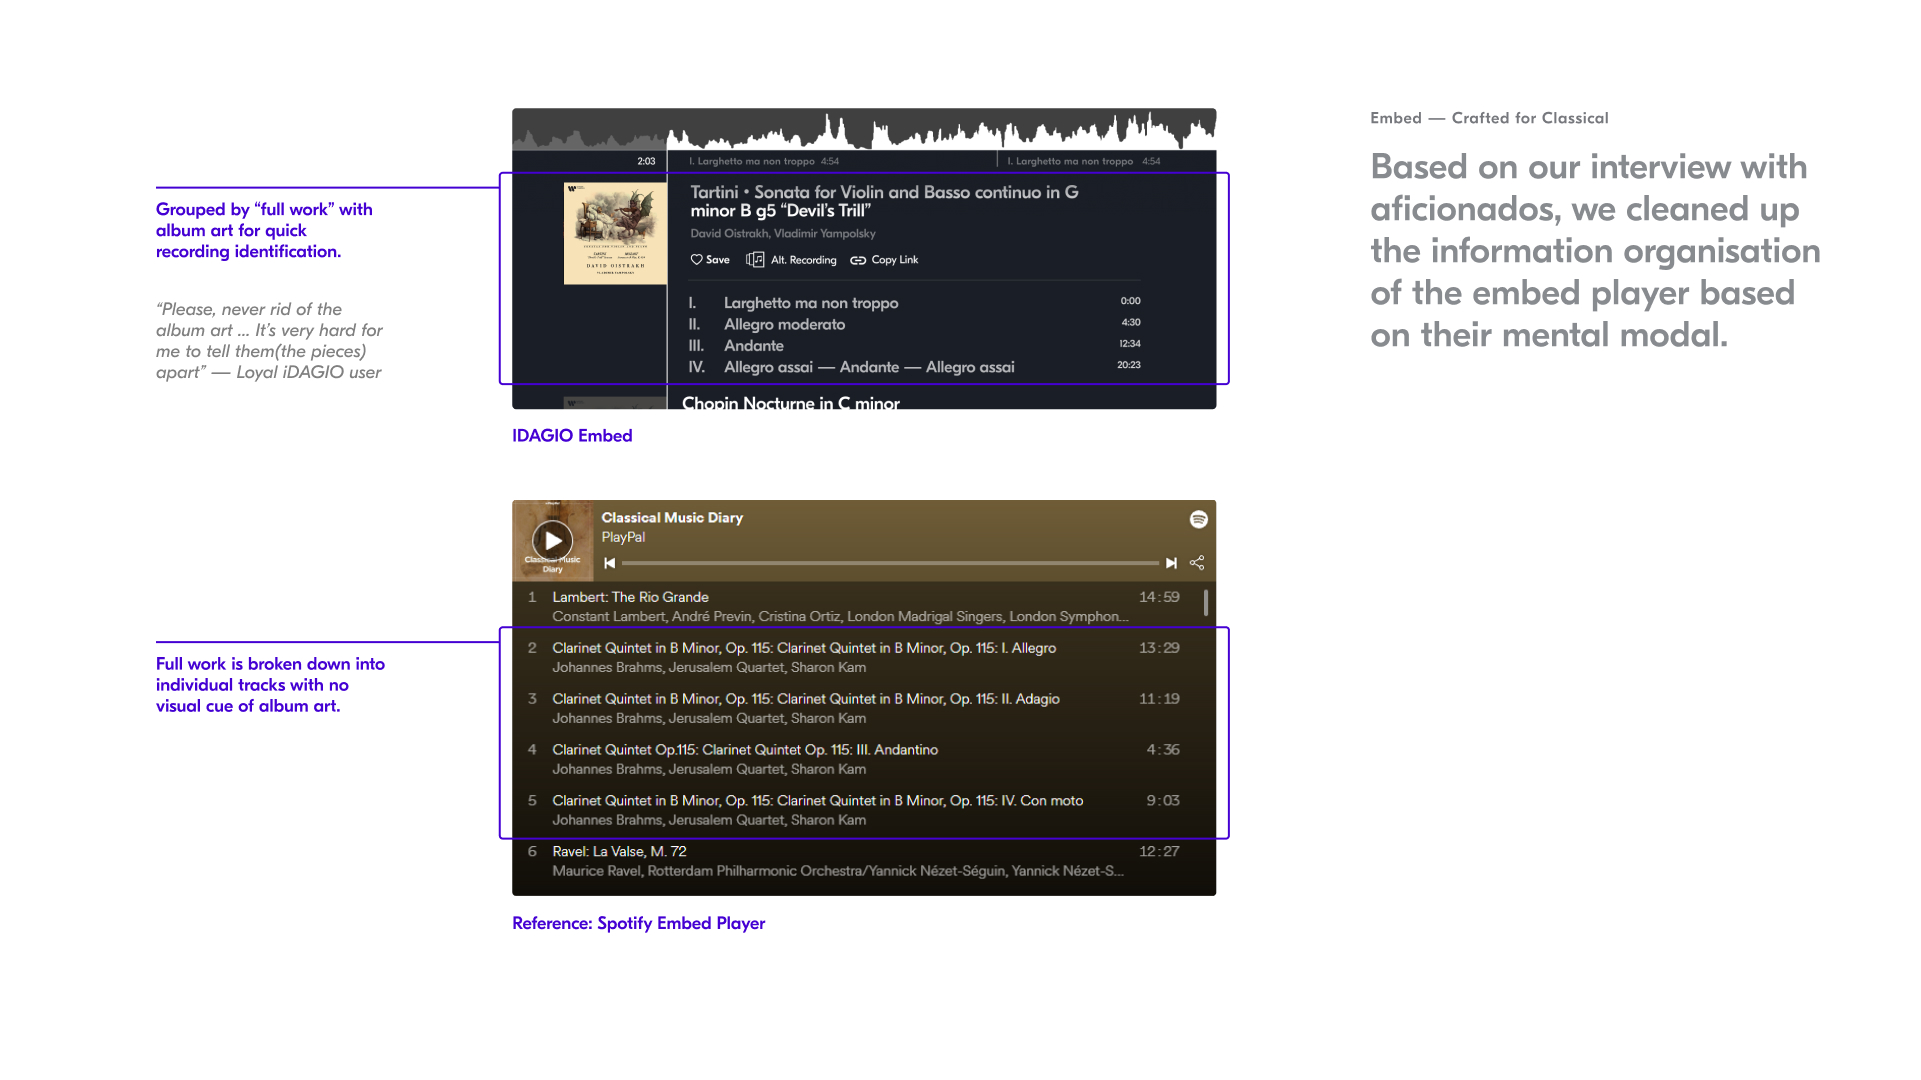 Embed — Crafted for Classical
Based on our interview with
aficionados, we cleaned up
the information organisation
of the embed player based
on their mental modal.
Grouped by “full work” with
album art for quick
recording identification.
“Please, never rid of the
album art ... It’s very hard for
me to tell them(the pieces)
apart” — Loyal iDAGIO user
2:03
I. Larghetto ma non troppo 4:54
I. Larghetto ma non troppo 4:54
DAVID OISTRAKH
VLADIMIR YAMPOLSKY
Tartini • Sonata for Violin and Basso continuo in G
minor B g5 “Devil’s Trill”
David Oistrakh, Vladimir Yampolsky
Save Alt. Recording Copy Link
I. Larghetto ma non troppo 0:00
II. Allegro moderato 4:30
III. Andante 12:34
IV. Allegro assai — Andante — Allegro assai 20:23
Chopin Nocturne in C minor
IDAGIO Embed
Full work is broken down into
individual tracks with no
visual cue of album art.
Classical Music
Diary
Classical Music Diary
PlayPal
1 Lambert: The Rio Grande 14:59
Constant Lambert, André Previn, Cristina Ortiz, London Madrigal Singers, London Symphon...
2 Clarinet Quintet in B Minor, Op. 115: Clarinet Quintet in B Minor, Op. 115: I. Allegro 13:29
Johannes Brahms, Jerusalem Quartet, Sharon Kam
3 Clarinet Quintet in B Minor, Op. 115: Clarinet Quintet in B Minor, Op. 115: II. Adagio 11:19
Johannes Brahms, Jerusalem Quartet, Sharon Kam
4 Clarinet Quintet Op.115: Clarinet Quintet Op. 115: III. Andantino 4:36
Johannes Brahms, Jerusalem Quartet, Sharon Kam
5 Clarinet Quintet in B Minor, Op. 115: Clarinet Quintet in B Minor, Op. 115: IV. Con moto 9:03
Johannes Brahms, Jerusalem Quartet, Sharon Kam
6 Ravel: La Valse, M. 72 12:27
Maurice Ravel, Rotterdam Philharmonic Orchestra/Yannick Nézet-Séguin, Yannick Nézet-S...
Reference: Spotify Embed Player